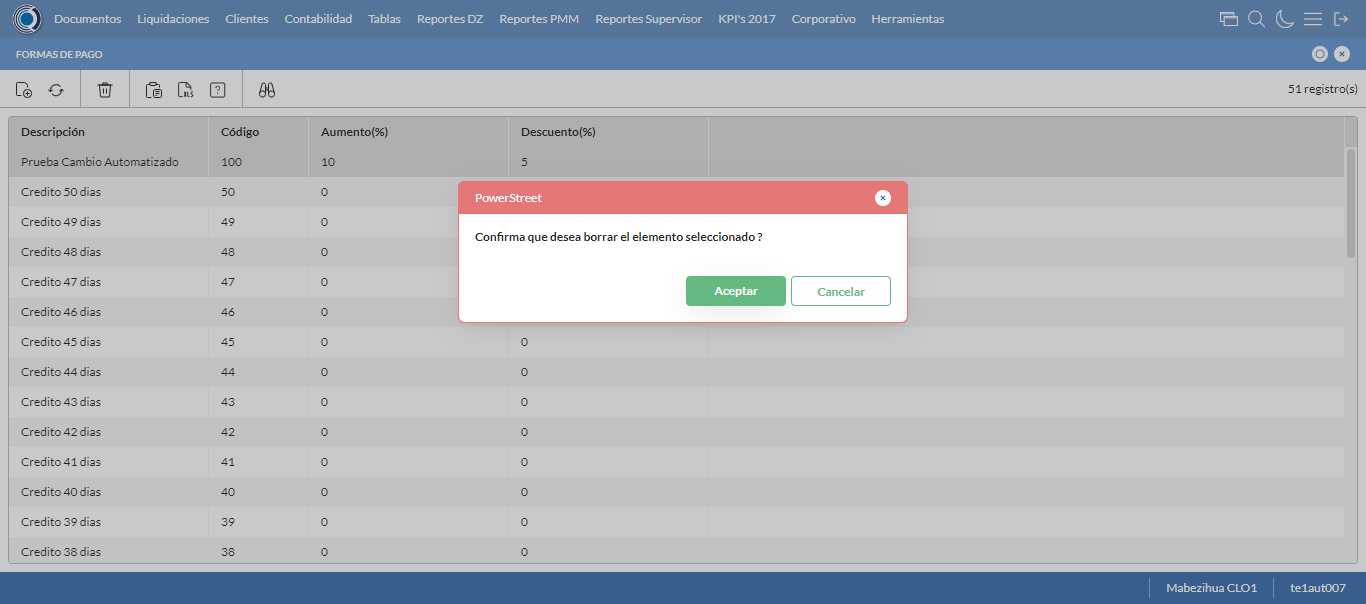 Documentos Liquidaciones Clientes Contabilidad Tablas Reportes DZ Reportes PMM Reportes Supervisor KPI's 2017 Corporativo Herramientas
FORMAS DE PAGO
XLS ? 51 registro(s)
Descripción Código Aumento(%) Descuento(%)
Prueba Cambio Automatizado 100 10 5
Credito 50 dias 50 0
Credito 49 dias 49 0
Credito 48 dias 48 0
Credito 47 dias 47 0
Credito 46 dias 46 0
Credito 45 dias 45 0 0
Credito 44 dias 44 0 0
Credito 43 dias 43 0 0
Credito 42 dias 42 0 0
Credito 41 dias 41 0 0
Credito 40 dias 40 0 0
Credito 39 dias 39 0 0
Credito 38 dias 38 0 0
PowerStreet
Confirma que desea borrar el elemento seleccionado ?
Aceptar Cancelar
Mabezihua CLO1 te1aut007